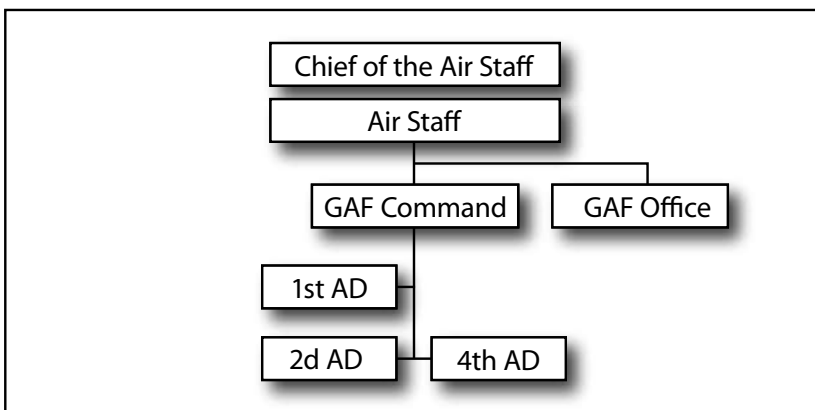 Chief of the Air Staff
Air Staff
GAF Command
GAF Office
1st AD
2d AD
4th AD